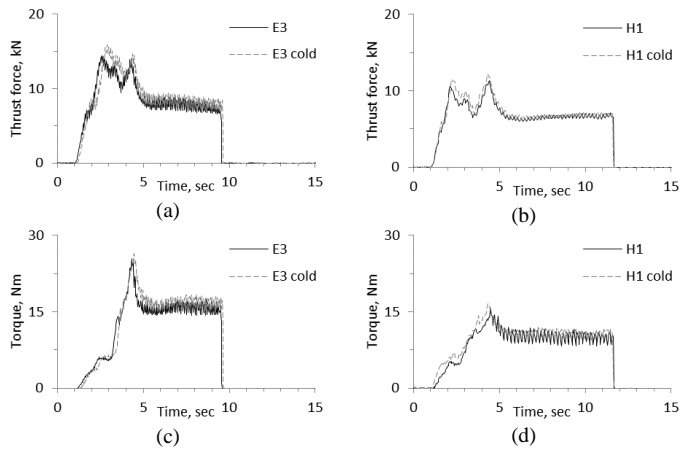 Thrust force, kN
20
10
0
E3
E3 cold
0
5
10
15
Time, sec
(a)
Thrust force, kN
20
10
0
H1
H1 cold
0
5
10
15
Time, sec
(b)
Torque, Nm
30
15
0
E3
E3 cold
0
5
10
15
Time, sec
(c)
Torque, Nm
30
15
0
H1
H1 cold
0
5
10
15
Time, sec
(d)